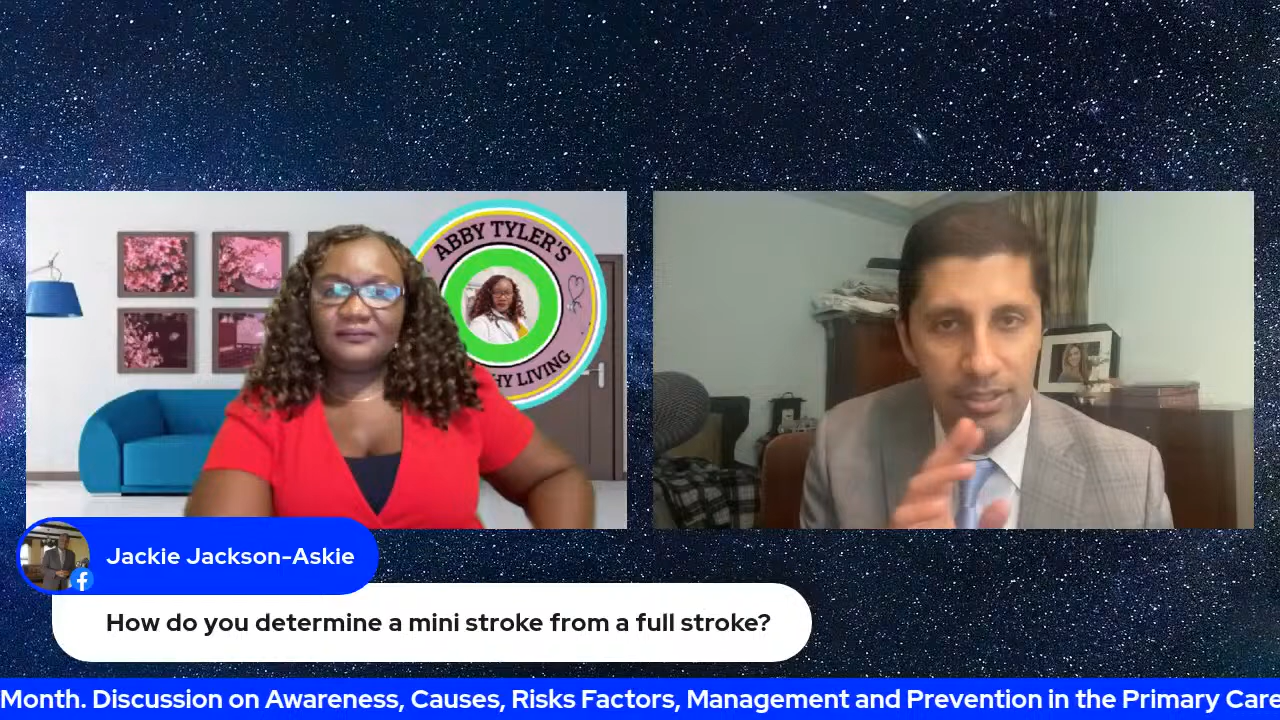 ABBY TYLER'S
HY LIVING
Jackie Jackson-Askie
How do you determine a mini stroke from a full stroke?
Month. Discussion on Awareness, Causes, Risks Factors, Management and Prevention in the Primary Care